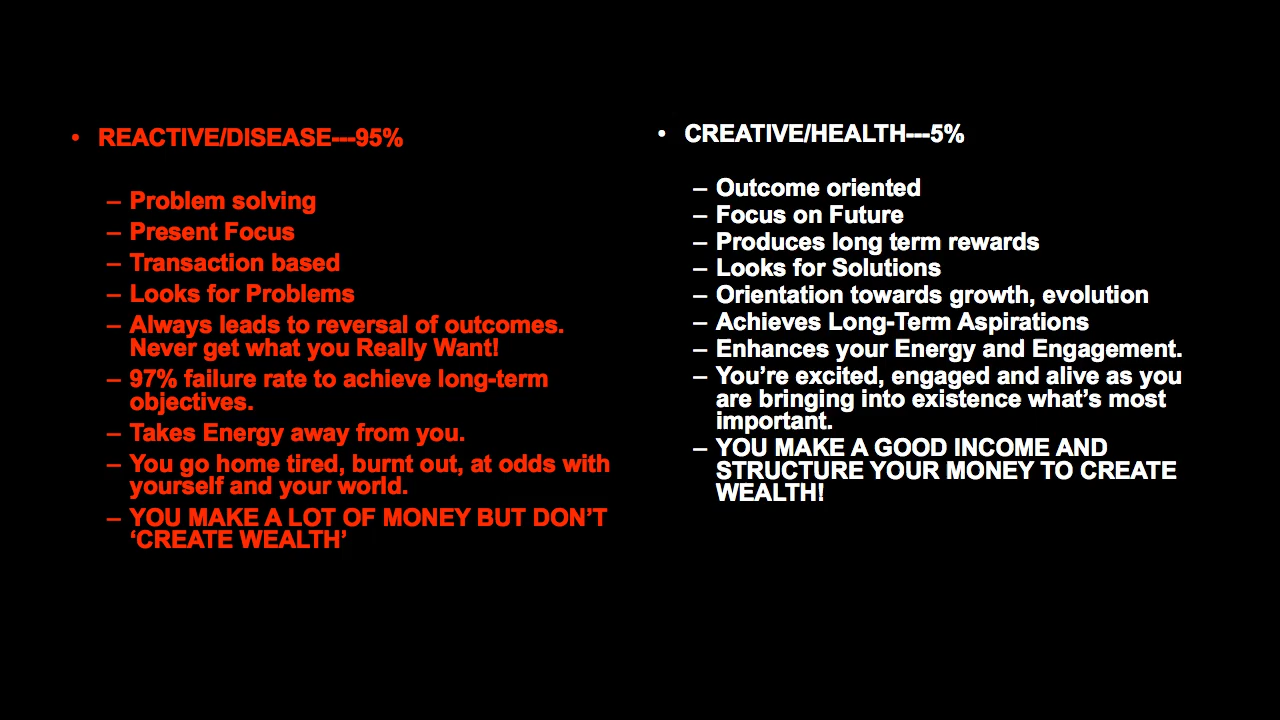 • REACTIVE/DISEASE---95%
– Problem solving
– Present Focus
– Transaction based
– Looks for Problems
– Always leads to reversal of outcomes.
Never get what you Really Want!
– 97% failure rate to achieve long-term
objectives.
– Takes Energy away from you.
– You go home tired, burnt out, at odds with
yourself and your world.
– YOU MAKE A LOT OF MONEY BUT DON’T
‘CREATE WEALTH’
• CREATIVE/HEALTH---5%
– Outcome oriented
– Focus on Future
– Produces long term rewards
– Looks for Solutions
– Orientation towards growth, evolution
– Achieves Long-Term Aspirations
– Enhances your Energy and Engagement.
– You’re excited, engaged and alive as you
are bringing into existence what’s most
important.
– YOU MAKE A GOOD INCOME AND
STRUCTURE YOUR MONEY TO CREATE
WEALTH!